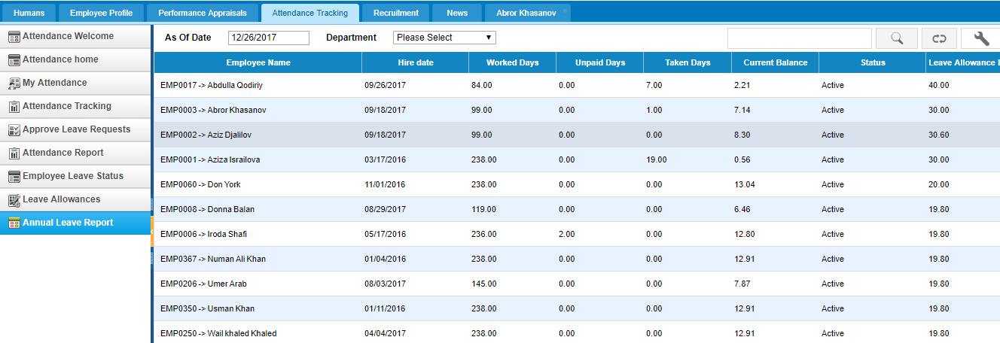 Humans Employee Profile Performance Appraisals Attendance Tracking Recruitment News Abror Khasanov
Attendance Welcome
Attendance home
My Attendance
Attendance Tracking
Approve Leave Requests
Attendance Report
Employee Leave Status
Leave Allowances
Annual Leave Report
As Of Date 12/26/2017 Department Please Select
Employee Name Hire date Worked Days Unpaid Days Taken Days Current Balance Status Leave Allowance
EMP0017 -> Abdulla Qodiriy 09/26/2017 84.00 0.00 7.00 2.21 Active 40.00
EMP0003 -> Abror Khasanov 09/18/2017 99.00 0.00 1.00 7.14 Active 30.00
EMP0002 -> Aziz Djalilov 09/18/2017 99.00 0.00 0.00 8.30 Active 30.60
EMP0001 -> Aziza Israilova 03/17/2016 238.00 0.00 19.00 0.56 Active 30.00
EMP0060 -> Don York 11/01/2016 238.00 0.00 0.00 13.04 Active 20.00
EMP0008 -> Donna Balan 08/29/2017 119.00 0.00 0.00 6.46 Active 19.80
EMP0006 -> Iroda Shafi 05/17/2016 236.00 2.00 0.00 12.80 Active 19.80
EMP0367 -> Numan Ali Khan 01/04/2016 238.00 0.00 0.00 12.91 Active 19.80
EMP0206 -> Umer Arab 08/03/2017 145.00 0.00 0.00 7.87 Active 19.80
EMP0350 -> Usman Khan 01/11/2016 238.00 0.00 0.00 12.91 Active 19.80
EMP0250 -> Wail khaled Khaled 04/04/2017 238.00 0.00 0.00 12.91 Active 19.80